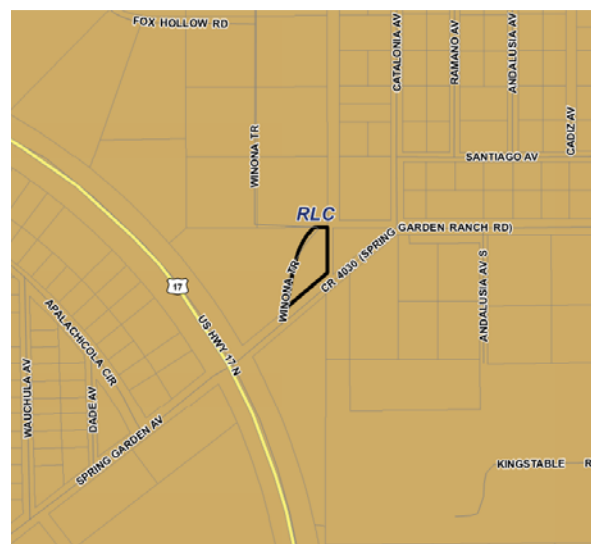 FOX HOLLOW RD
CATALONIA AV
RAMANO AV
ANDALUSIA AV
CADIZ AV
WINONA TR
SANTIAGO AV
RLC
CR 4030 (SPRING GARDEN RANCH RD)
WINONA TR
17
US HWY 17 N
ANDALUSIA AV S
APALACHICOLA CIR
WAUCHULA AV
DADE AV
SPRING GARDEN AV
KINGSTABLE R